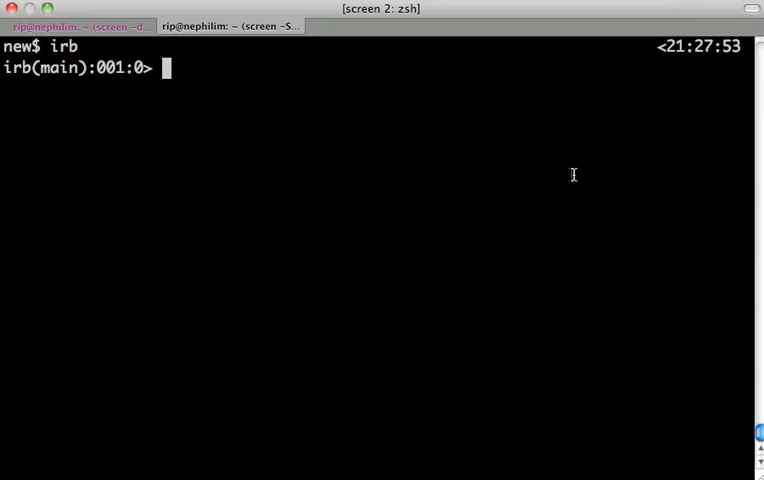 [screen 2: zsh]
rip@nephilim: ~ (screen -d... rip@nephilim: ~ (screen -S...
new$ irb <21:27:53
irb(main):001:0>